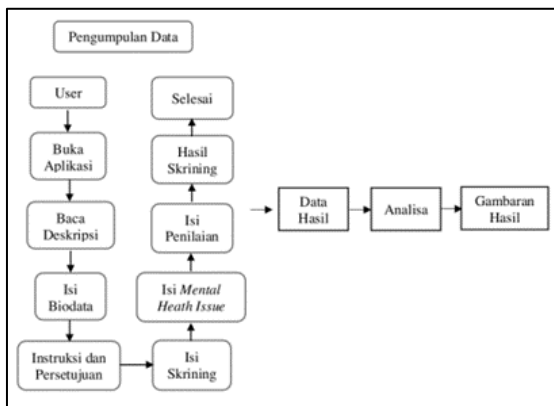 Pengumpulan Data
User
Buka
Aplikasi
Baca
Deskripsi
Isi
Biodata
Instruksi dan
Persetujuan
Isi
Skrining
Isi Mental
Heath Issue
Isi
Penilaian
Hasil
Skrining
Selesai
Data
Hasil
Analisa
Gambaran
Hasil